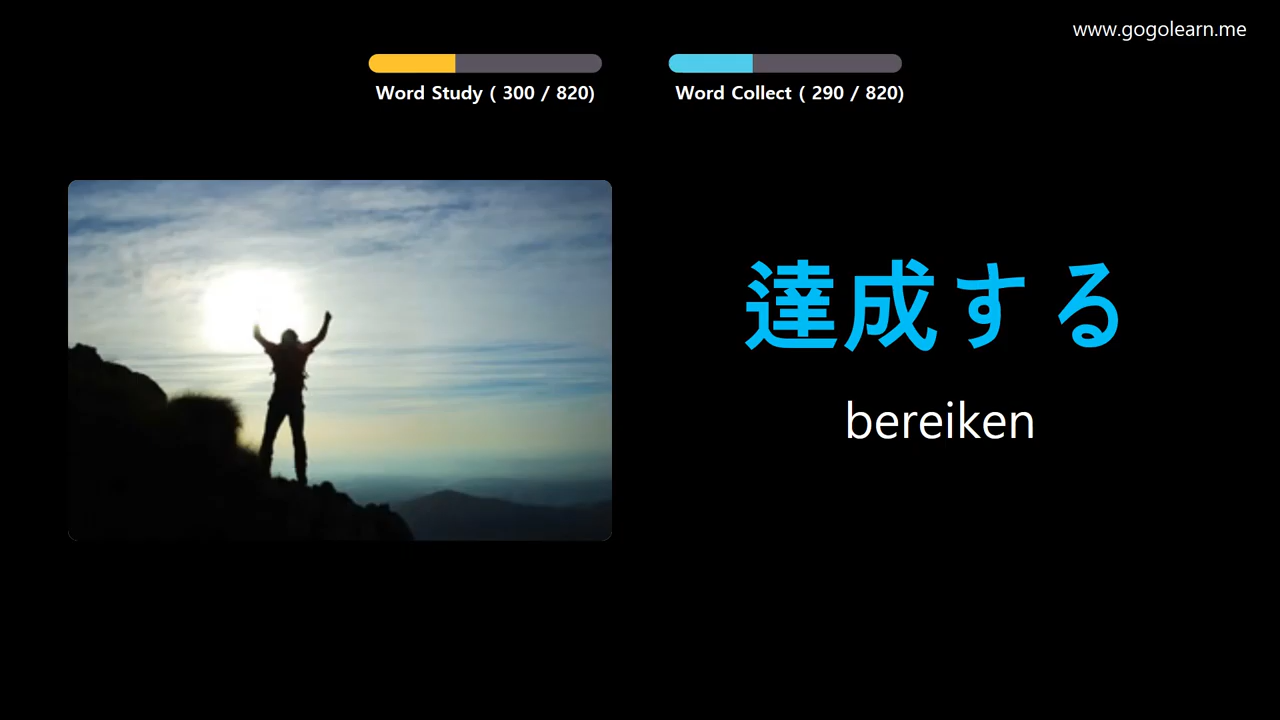 www.gogolearn.me
Word Study ( 300 / 820)
Word Collect ( 290 / 820)
達成する
bereiken